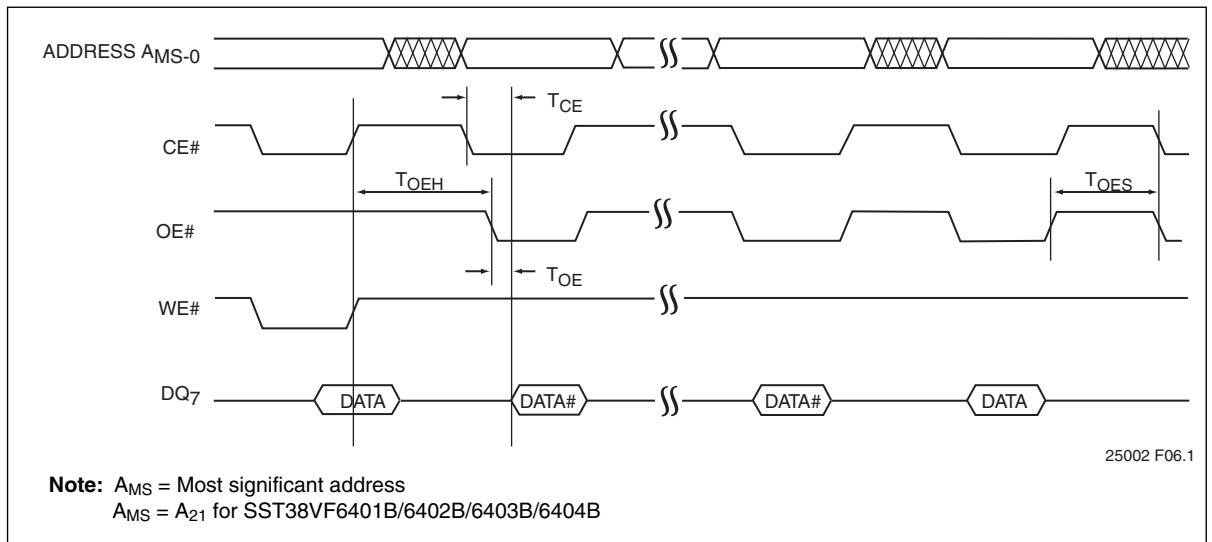 ADDRESS AMS-0
TCE
CE#
TOEH
TOES
OE#
TOE
WE#
DQ7
DATA DATA# DATA# DATA
25002 F06.1
Note: AMS = Most significant address
AMS = A21 for SST38VF6401B/6402B/6403B/6404B